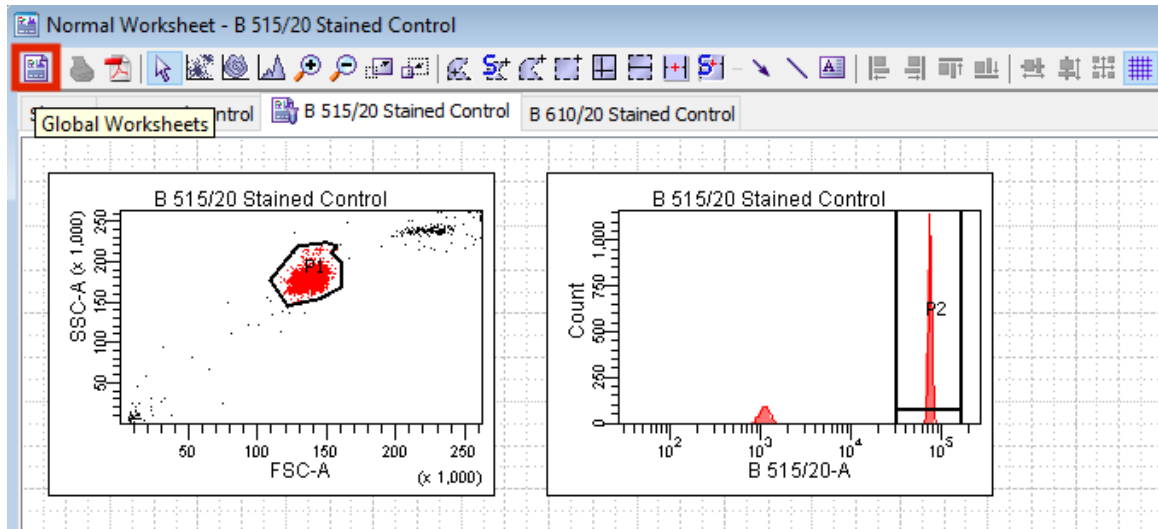 Normal Worksheet - B 515/20 Stained Control
ntrol
B 515/20 Stained Control
B 610/20 Stained Control
Global Worksheets
B 515/20 Stained Control
SSC-A (x 1,000)
250
200
150
100
50
P1
50 100 150 200 250
FSC-A
(x 1,000)
B 515/20 Stained Control
Count
1,000
750
500
250
0
P2
10² 10³ 10⁴ 10⁵
B 515/20-A